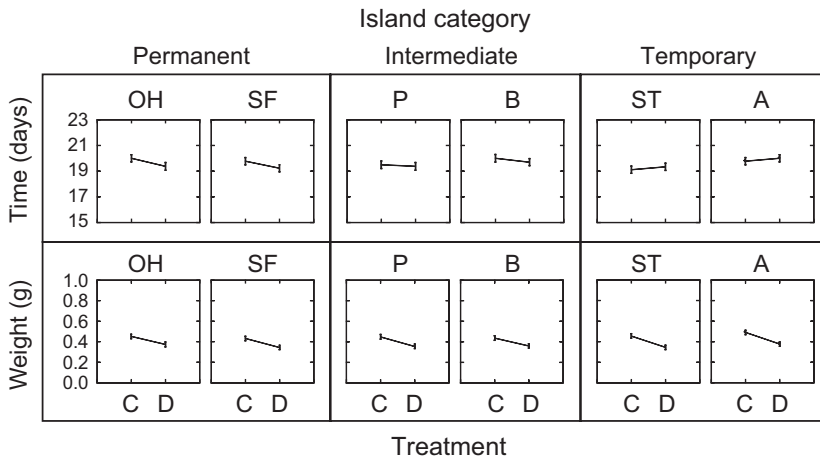 Island category
Permanent Intermediate Temporary
OH SF P B ST A
Time (days)
23
21
19
17
15
OH SF P B ST A
Weight (g)
1.0
0.8
0.6
0.4
0.2
0.0
C D C D C D C D C D C D
Treatment